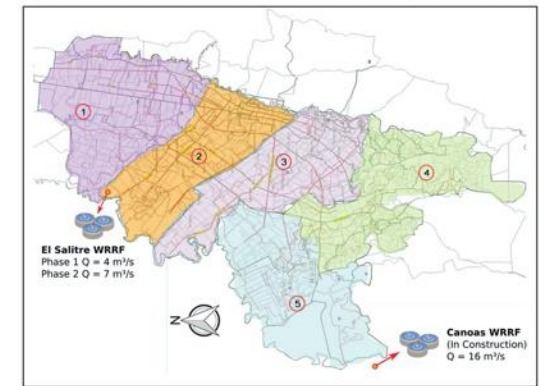 1
2
3
4
5
El Salitre WRRF
Phase 1 Q = 4 m³/s
Phase 2 Q = 7 m³/s
N
Canoas WRRF
(In Construction)
Q = 16 m³/s